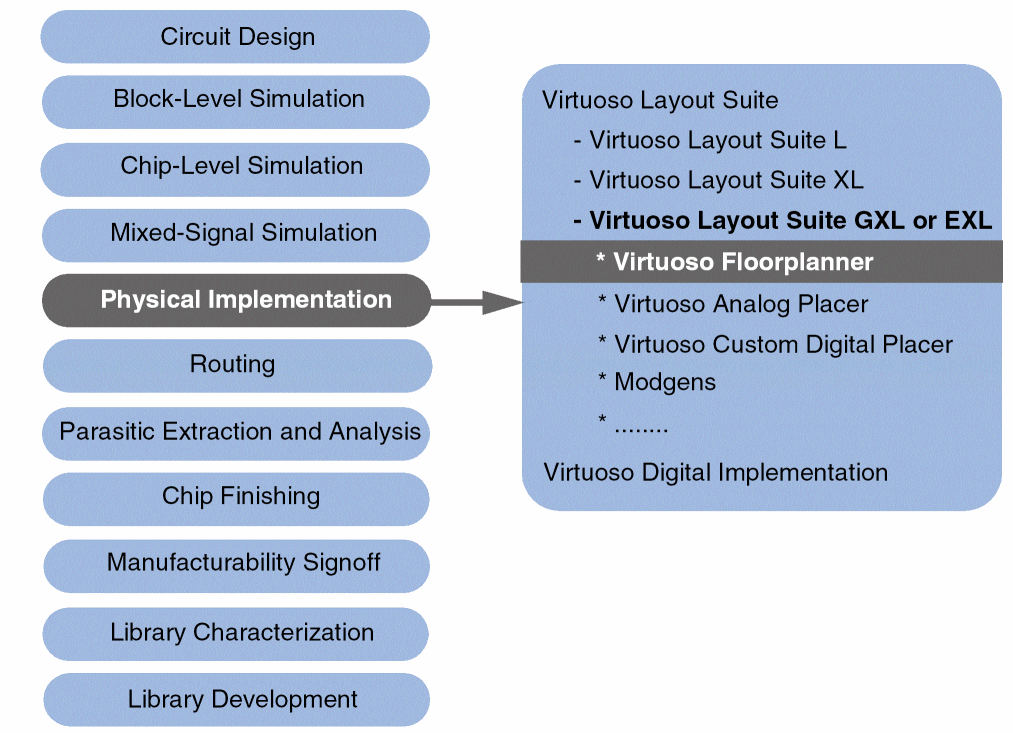 Circuit Design
Block-Level Simulation
Chip-Level Simulation
Mixed-Signal Simulation
Physical Implementation
Routing
Parasitic Extraction and Analysis
Chip Finishing
Manufacturability Signoff
Library Characterization
Library Development
Virtuoso Layout Suite
- Virtuoso Layout Suite L
- Virtuoso Layout Suite XL
- Virtuoso Layout Suite GXL or EXL
* Virtuoso Floorplanner
* Virtuoso Analog Placer
* Virtuoso Custom Digital Placer
* Modgens
* ........
Virtuoso Digital Implementation